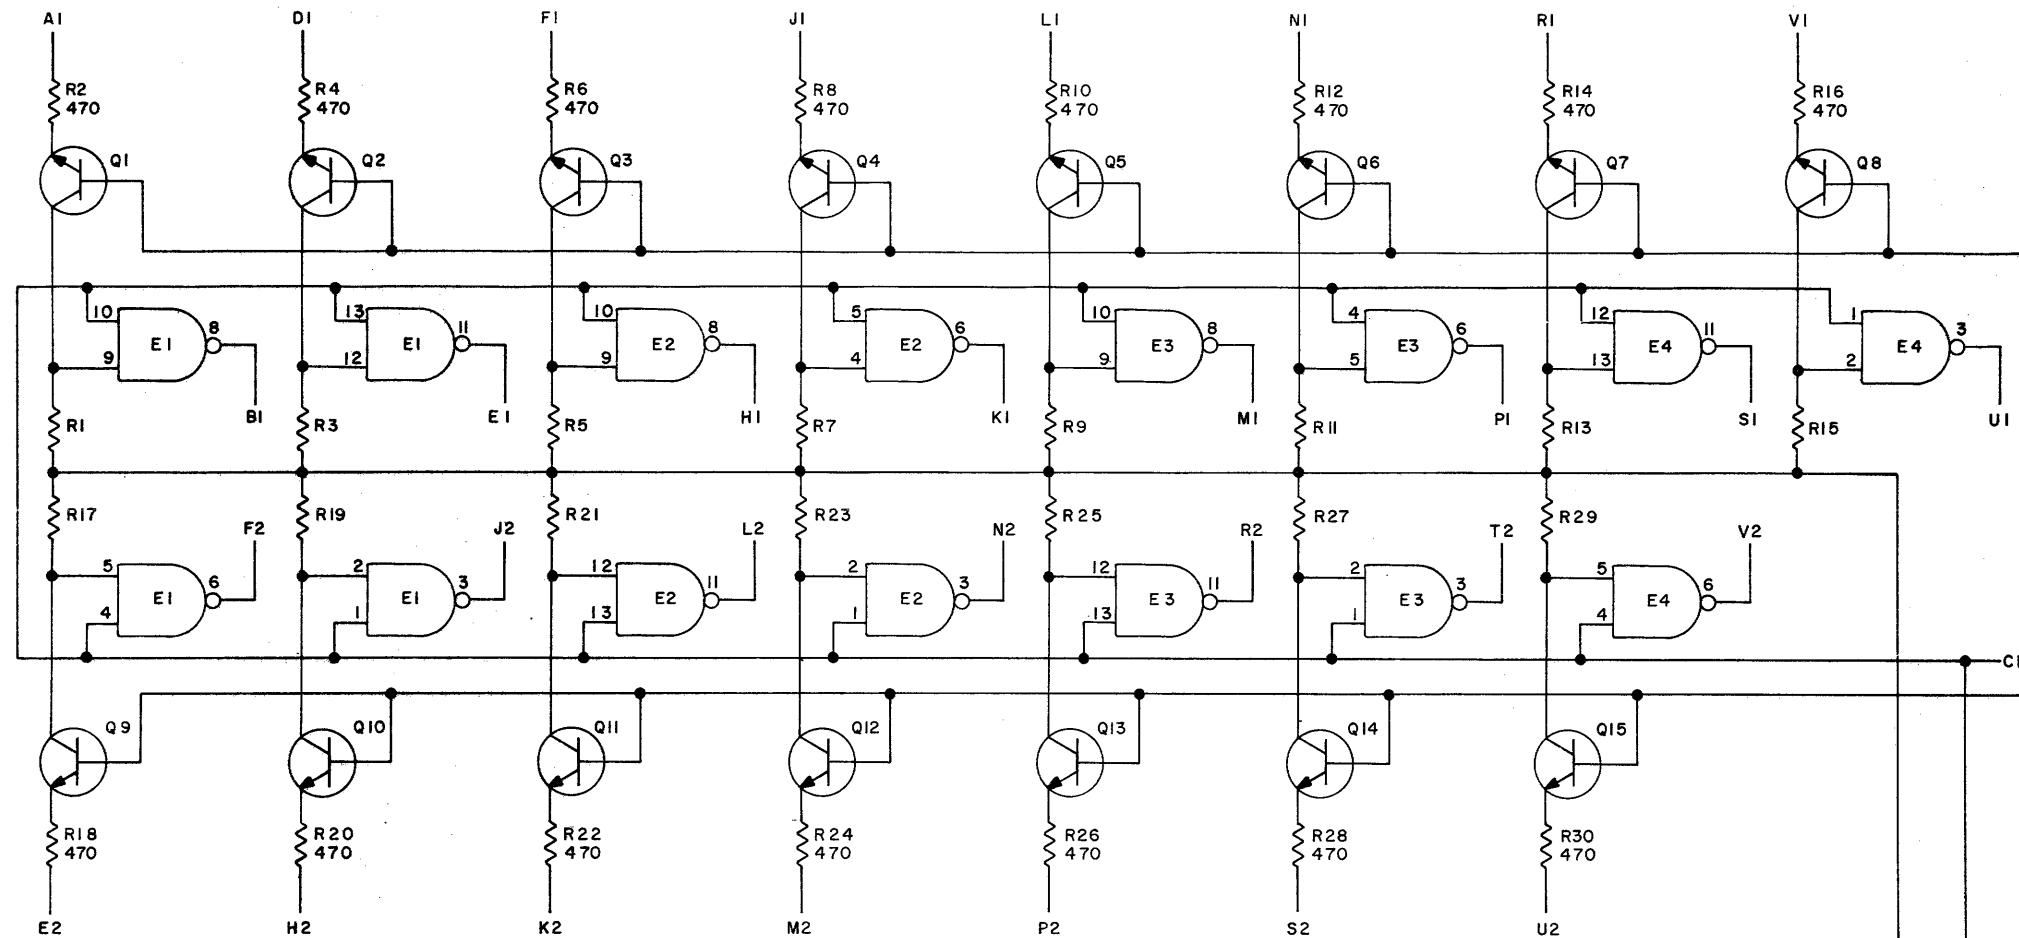 A1 D1 F1 J1 L1 N1 R1 V1
R2 R4 R6 R8 R10 R12 R14 R16
470 470 470 470 470 470 470 470
Q1 Q2 Q3 Q4 Q5 Q6 Q7 Q8
10 13 10 5 10 4 12 1
8 11 8 6 8 6 11 3
E1 E1 E2 E2 E3 E3 E4 E4
9 12 9 4 9 5 13 2
B1 E1 H1 K1 M1 P1 S1 U1
R1 R3 R5 R7 R9 R11 R13 R15
R17 R19 R21 R23 R25 R27 R29
F2 J2 L2 N2 R2 T2 V2
5 2 12 2 12 2 5
6 3 11 3 11 3 6
E1 E1 E2 E2 E3 E3 E4
4 1 13 1 13 1 4
C1
Q9 Q10 Q11 Q12 Q13 Q14 Q15
R18 R20 R22 R24 R26 R28 R30
470 470 470 470 470 470 470
E2 H2 K2 M2 P2 S2 U2